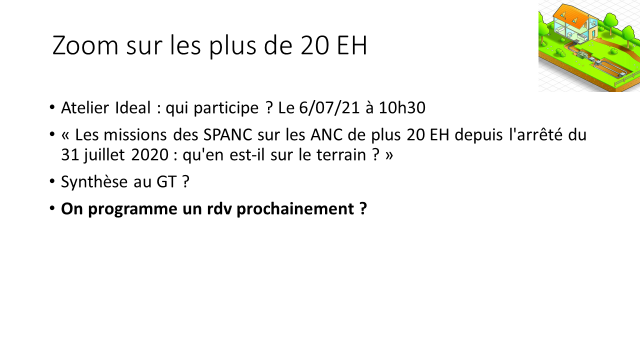 Zoom sur les plus de 20 EH
• Atelier Ideal : qui participe ? Le 6/07/21 à 10h30
• « Les missions des SPANC sur les ANC de plus 20 EH depuis l'arrêté du
31 juillet 2020 : qu'en est-il sur le terrain ? »
• Synthèse au GT ?
• On programme un rdv prochainement ?